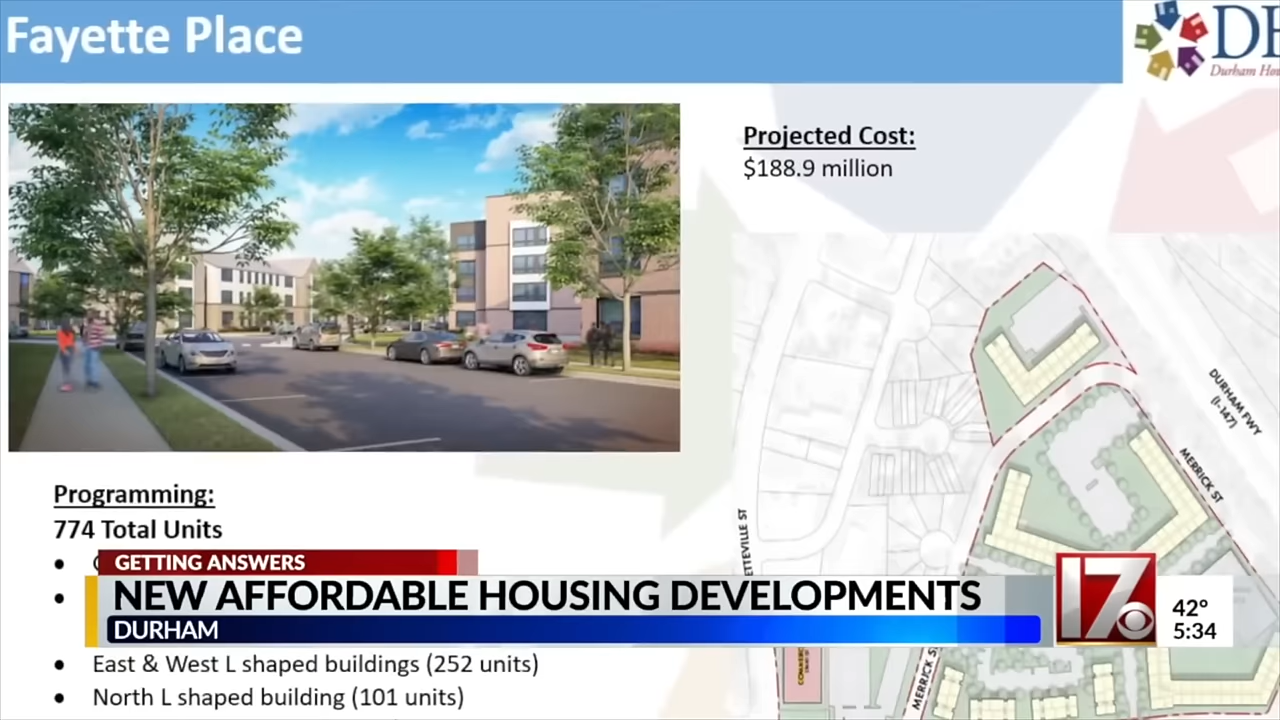 Fayette Place
Projected Cost:
$188.9 million
DURHAM FWY
(I-147)
MERRICK ST
ETTEVILLE ST
Programming:
774 Total Units
GETTING ANSWERS
NEW AFFORDABLE HOUSING DEVELOPMENTS
DURHAM
17
42°
5:34
• East & West L shaped buildings (252 units)
• North L shaped building (101 units)
MERRICK S
Durham Hou
DH